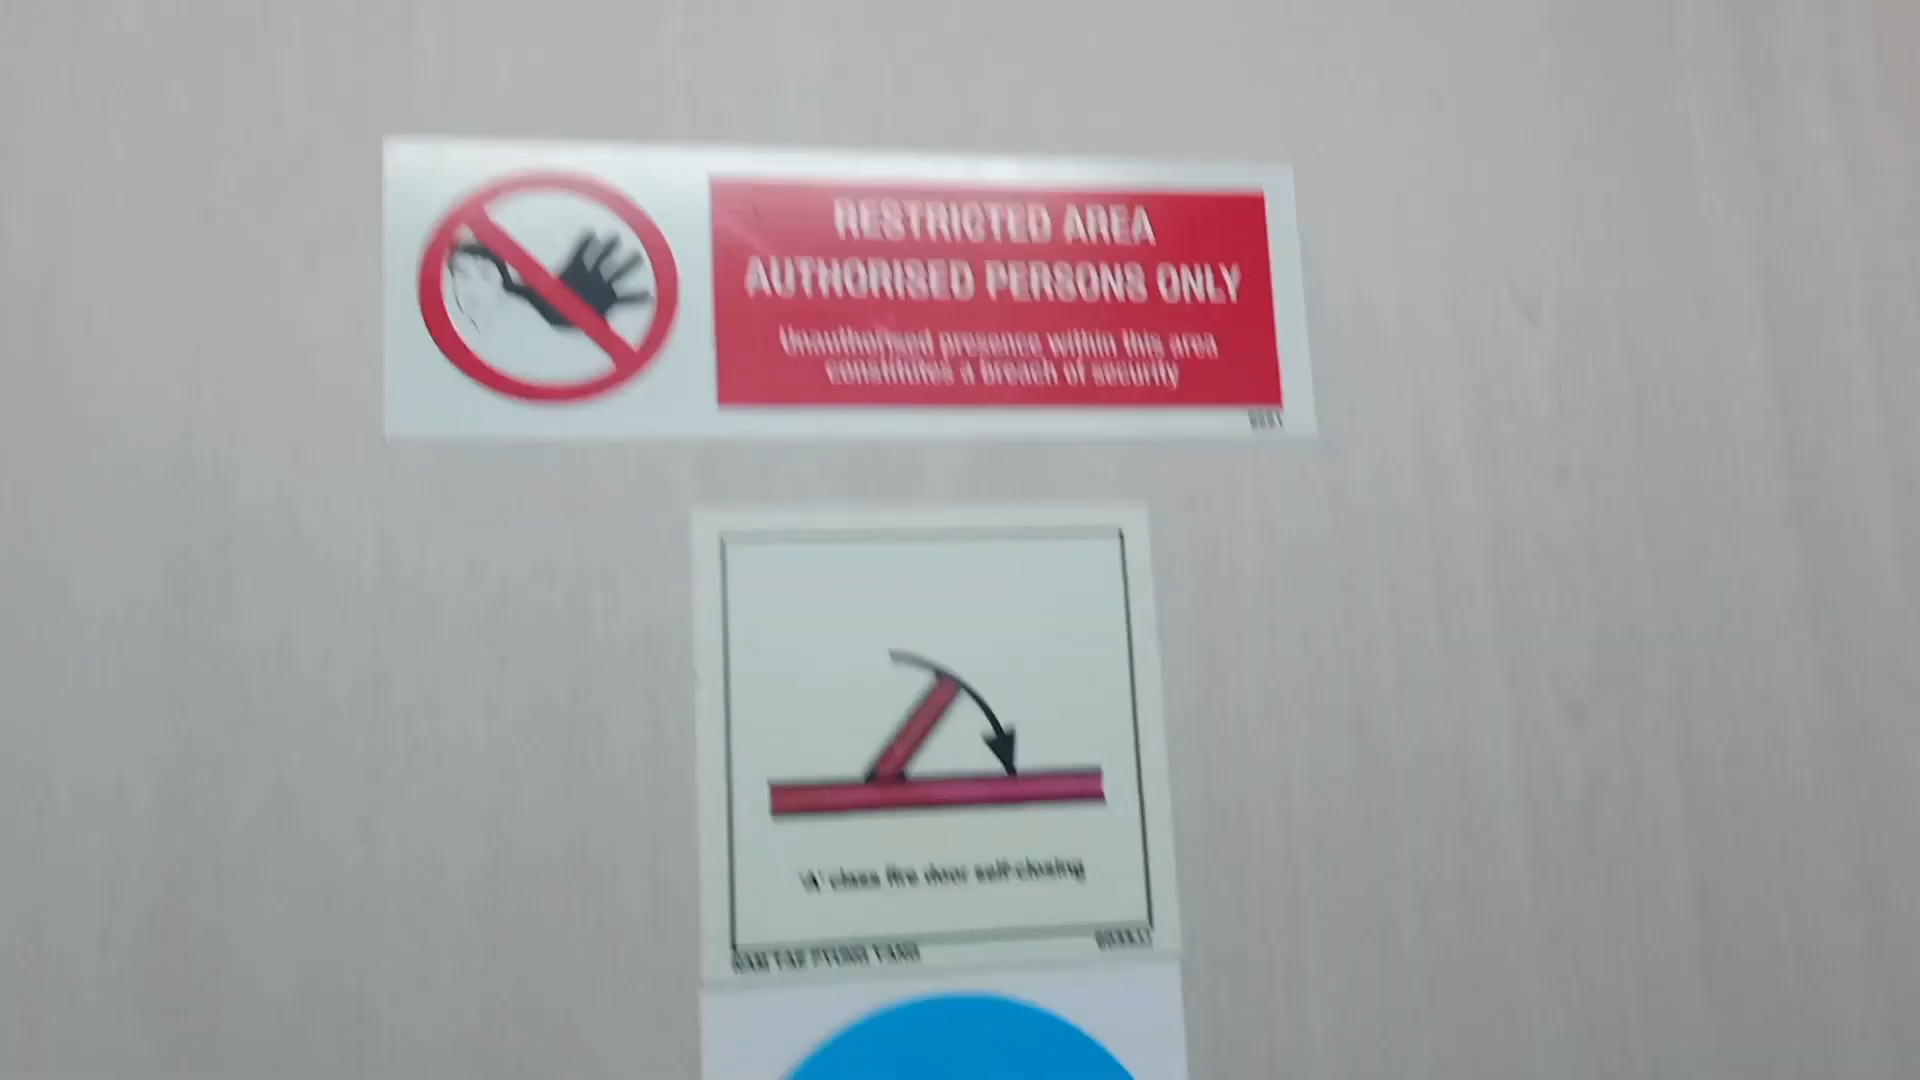 RESTRICTED AREA
AUTHORISED PERSONS ONLY
Unauthorised presence within this area
constitutes a breach of security
'A' class fire door self-closing